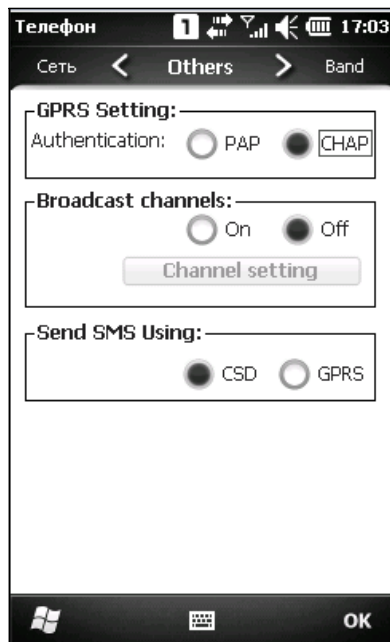 Телефон 1 17:03
Сеть < Others > Band
GPRS Setting:
Authentication: PAP CHAP
Broadcast channels:
On Off
Channel setting
Send SMS Using:
CSD GPRS
OK